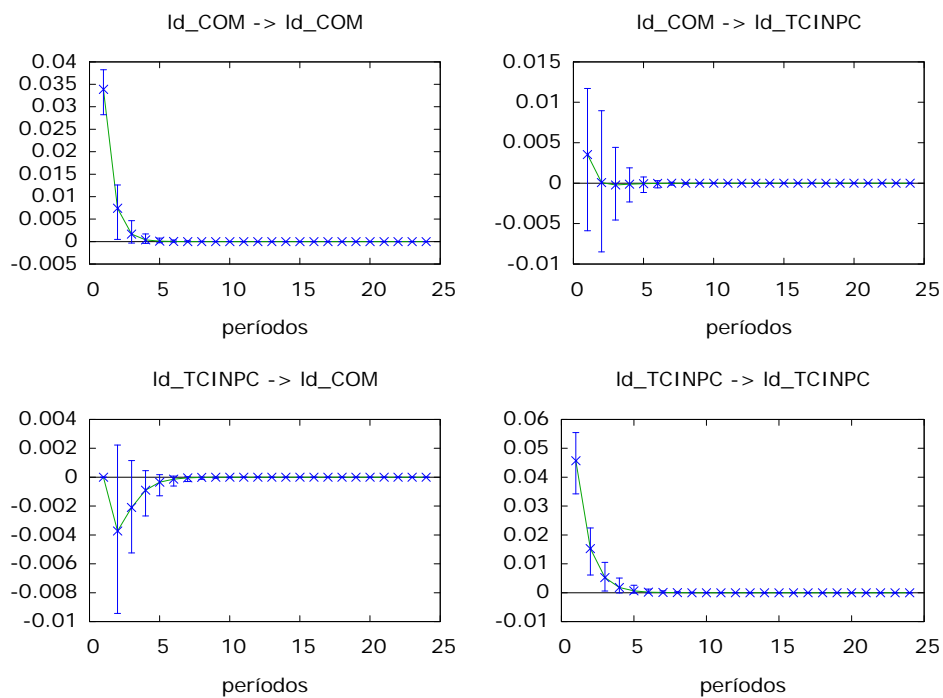 ld_COM -> ld_COM
0.04
0.035
0.03
0.025
0.02
0.015
0.01
0.005
0
-0.005
0 5 10 15 20 25
períodos
ld_COM -> ld_TCINPC
0.015
0.01
0.005
0
-0.005
-0.01
0 5 10 15 20 25
períodos
ld_TCINPC -> ld_COM
0.004
0.002
0
-0.002
-0.004
-0.006
-0.008
-0.01
0 5 10 15 20 25
períodos
ld_TCINPC -> ld_TCINPC
0.06
0.05
0.04
0.03
0.02
0.01
0
-0.01
0 5 10 15 20 25
períodos